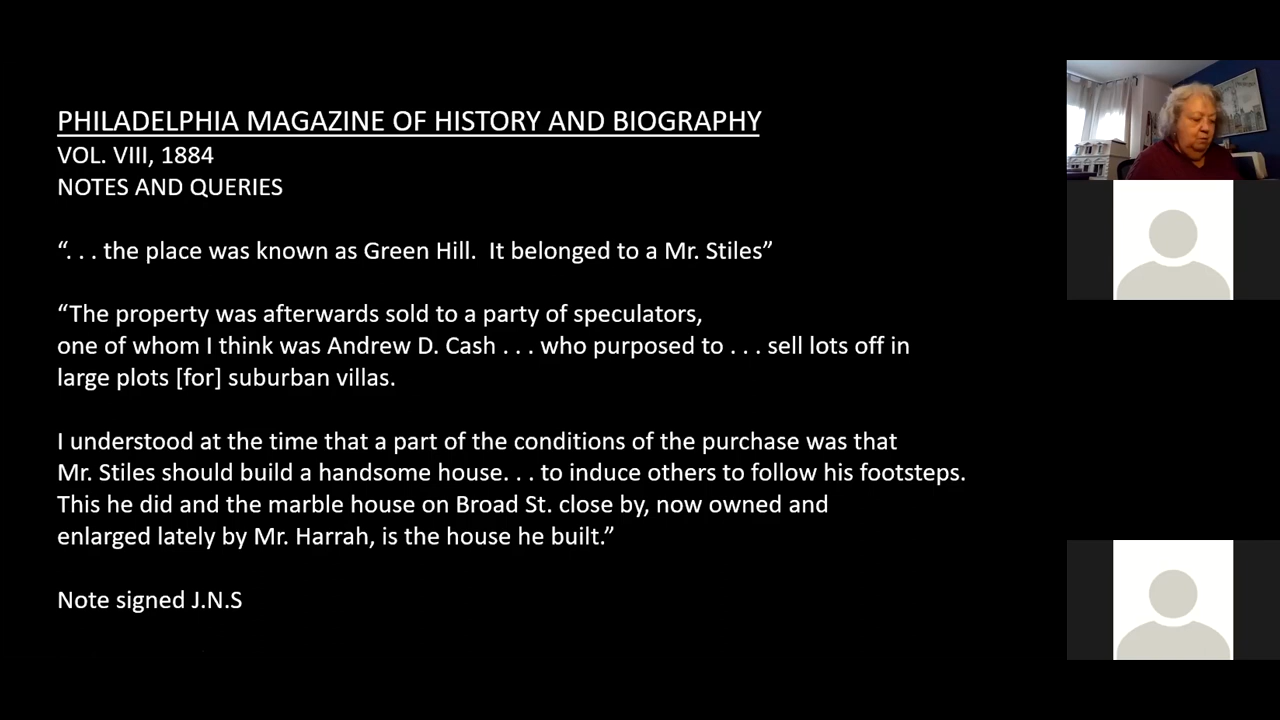 PHILADELPHIA MAGAZINE OF HISTORY AND BIOGRAPHY
VOL. VIII, 1884
NOTES AND QUERIES
“. . . the place was known as Green Hill.  It belonged to a Mr. Stiles”
“The property was afterwards sold to a party of speculators,
one of whom I think was Andrew D. Cash . . . who purposed to . . . sell lots off in
large plots [for] suburban villas.
I understood at the time that a part of the conditions of the purchase was that
Mr. Stiles should build a handsome house. . . to induce others to follow his footsteps.
This he did and the marble house on Broad St. close by, now owned and
enlarged lately by Mr. Harrah, is the house he built.”
Note signed J.N.S